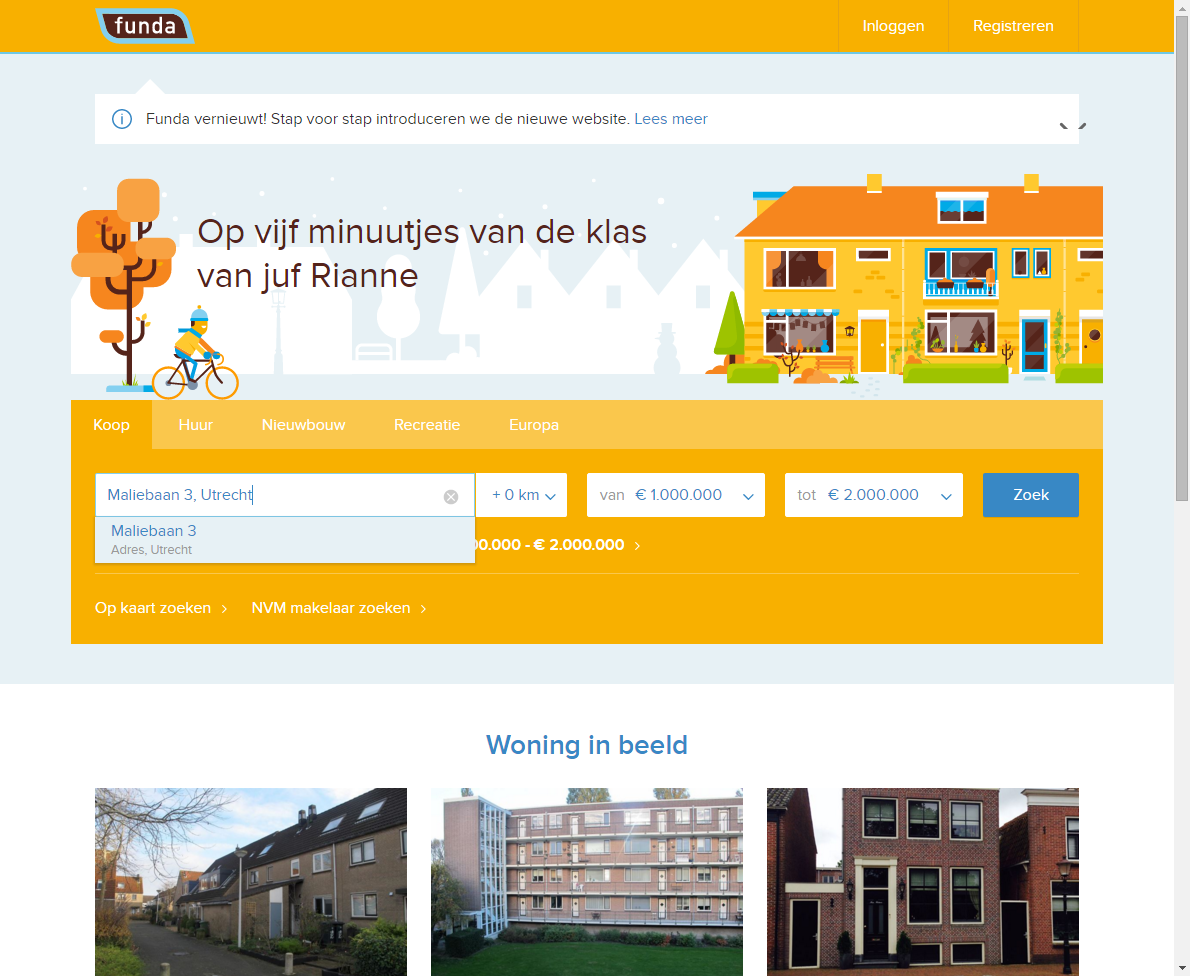 funda
Inloggen
Registreren
Funda vernieuwt! Stap voor stap introduceren we de nieuwe website. Lees meer
Op vijf minuutjes van de klas
van juf Rianne
Koop
Huur
Nieuwbouw
Recreatie
Europa
Maliebaan 3, Utrecht
+ 0 km
van € 1.000.000
tot € 2.000.000
Zoek
Maliebaan 3
Adres, Utrecht
00.000 - € 2.000.000
Op kaart zoeken
NVM makelaar zoeken
Woning in beeld